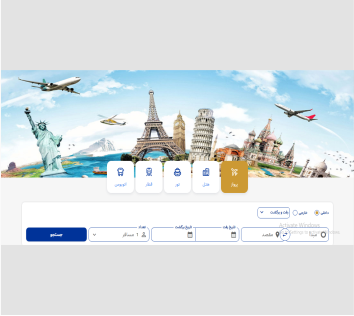 پرواز
هتل
تور
قطار
اتوبوس
داخلی
خارجی
رفت و برگشت
مبدا
مقصد
تاریخ رفت
تاریخ برگشت
تعداد
1 مسافر
جستجو
Activate Windows